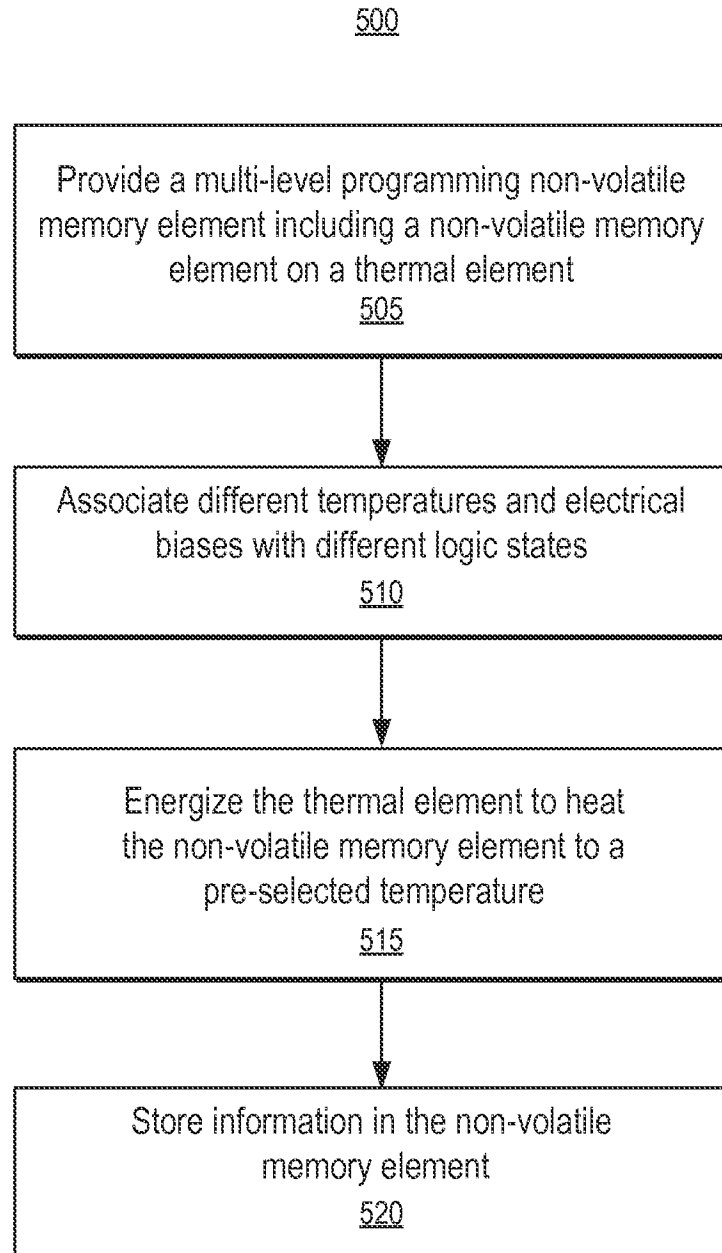 500
Provide a multi-level programming non-volatile
memory element including a non-volatile memory
element on a thermal element
505
Associate different temperatures and electrical
biases with different logic states
510
Energize the thermal element to heat
the non-volatile memory element to a
pre-selected temperature
515
Store information in the non-volatile
memory element
520